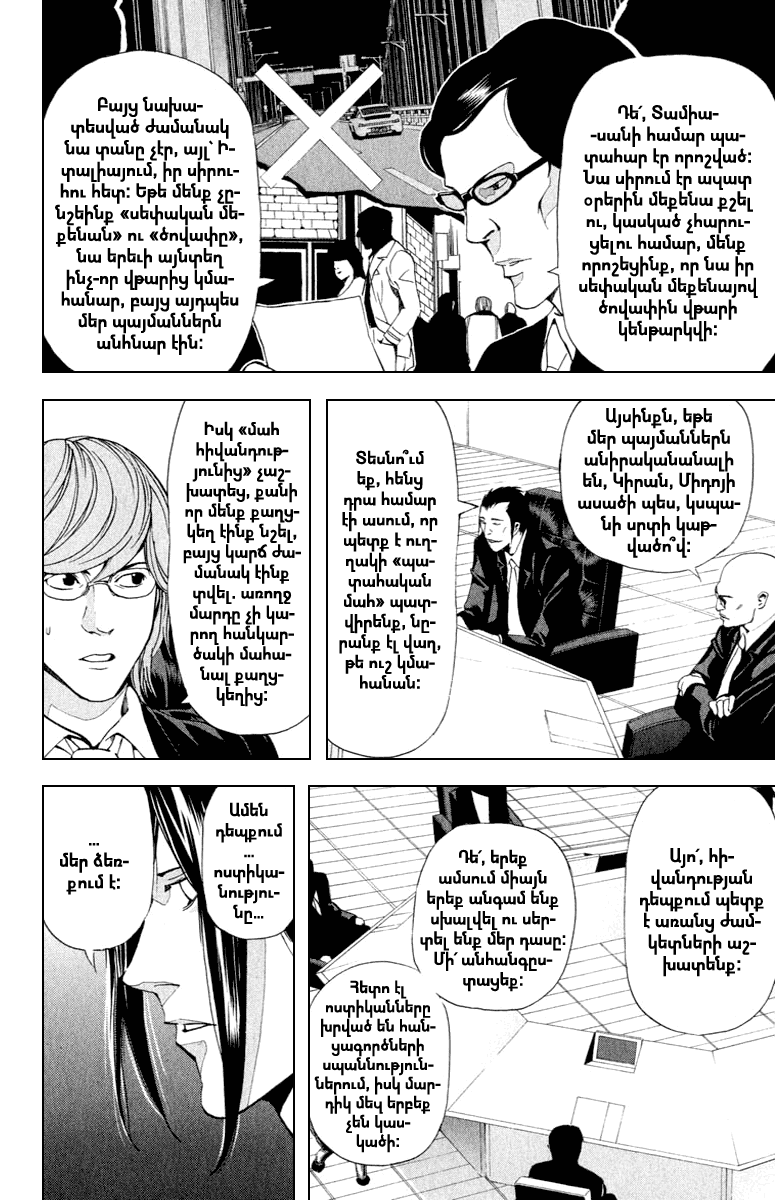 Դե՛, Տամիա-
-սանի համար պա-
տահար էր որոշված:
Նա սիրում էր ազատ
օրերին մեքենա քշել
ու, կասկած չհարու-
ցելու համար, մենք
որոշեցինք, որ նա իր
սեփական մեքենայով
ծովափին վթարի
կենթարկվի:
Բայց նախա-
տեսված ժամանակ
նա տանը չէր, այլ՝ Ի-
տալիայում, իր սիրու-
հու հետ: Եթե մենք չը-
նշեինք «սեփական մե-
քենան» ու «ծովափը»,
նա երեւի այնտեղ
ինչ-որ վթարից կմա-
հանար, բայց այդպես
մեր պայմաններն
անհնար էին:
Այսինքն, եթե
մեր պայմաններն
անիրականանալի
են, Կիրան, Միդոյի
ասածի պես, կսպա-
նի սրտի կաթ-
վածո՞վ:
Տեսնո՞ւմ
եք, հենց
դրա համար
էի ասում, որ
պետք է ուղ-
ղակի «պա-
տահական
մահ» պատ-
վիրենք, նը-
րանք էլ վաղ,
թե ուշ կմա-
հանան:
Իսկ «մահ
հիվանդութ-
յունից» չաշ-
խատեց, քանի
որ մենք քաղց-
կեղ էինք նշել,
բայց կարճ ժա-
մանակ էինք
տվել. առողջ
մարդը չի կա-
րող հանկար-
ծակի մահա-
նալ քաղց-
կեղից:
Այո՛, հի-
վանդության
դեպքում պետք
է առանց ժամ-
կետների աշ-
խատենք:
Դե՛, երեք
ամսում միայն
երեք անգամ ենք
սխալվել ու սեր-
տել ենք մեր դասը:
Մի՛ անհանգըս-
տացեք:
Հետո էլ
ոստիկանները
խրված են հան-
ցագործների
սպանություն-
ներում, իսկ մար-
դիկ մեզ երբեք
չեն կաս-
կածի:
Ամեն
դեպքում
...
ոստիկա-
նությու-
նը...
...
մեր ձեռ-
քում է: